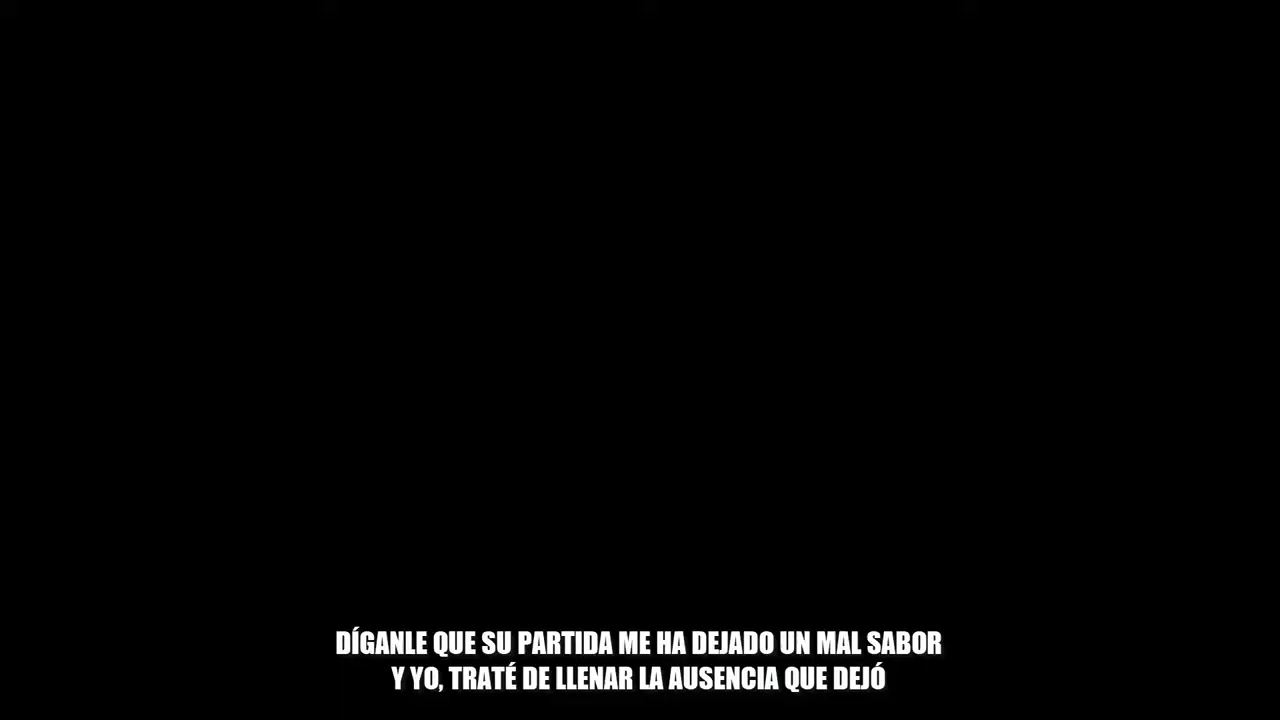 DÍGANLE QUE SU PARTIDA ME HA DEJADO UN MAL SABOR
Y YO, TRATÉ DE LLENAR LA AUSENCIA QUE DEJÓ